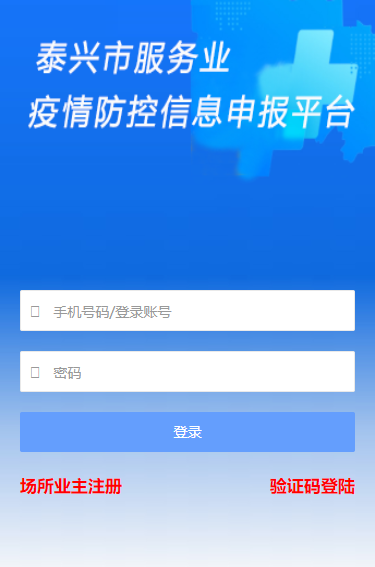 泰兴市服务业
疫情防控信息申报平台
手机号码/登录账号
密码
登录
场所业主注册
验证码登陆